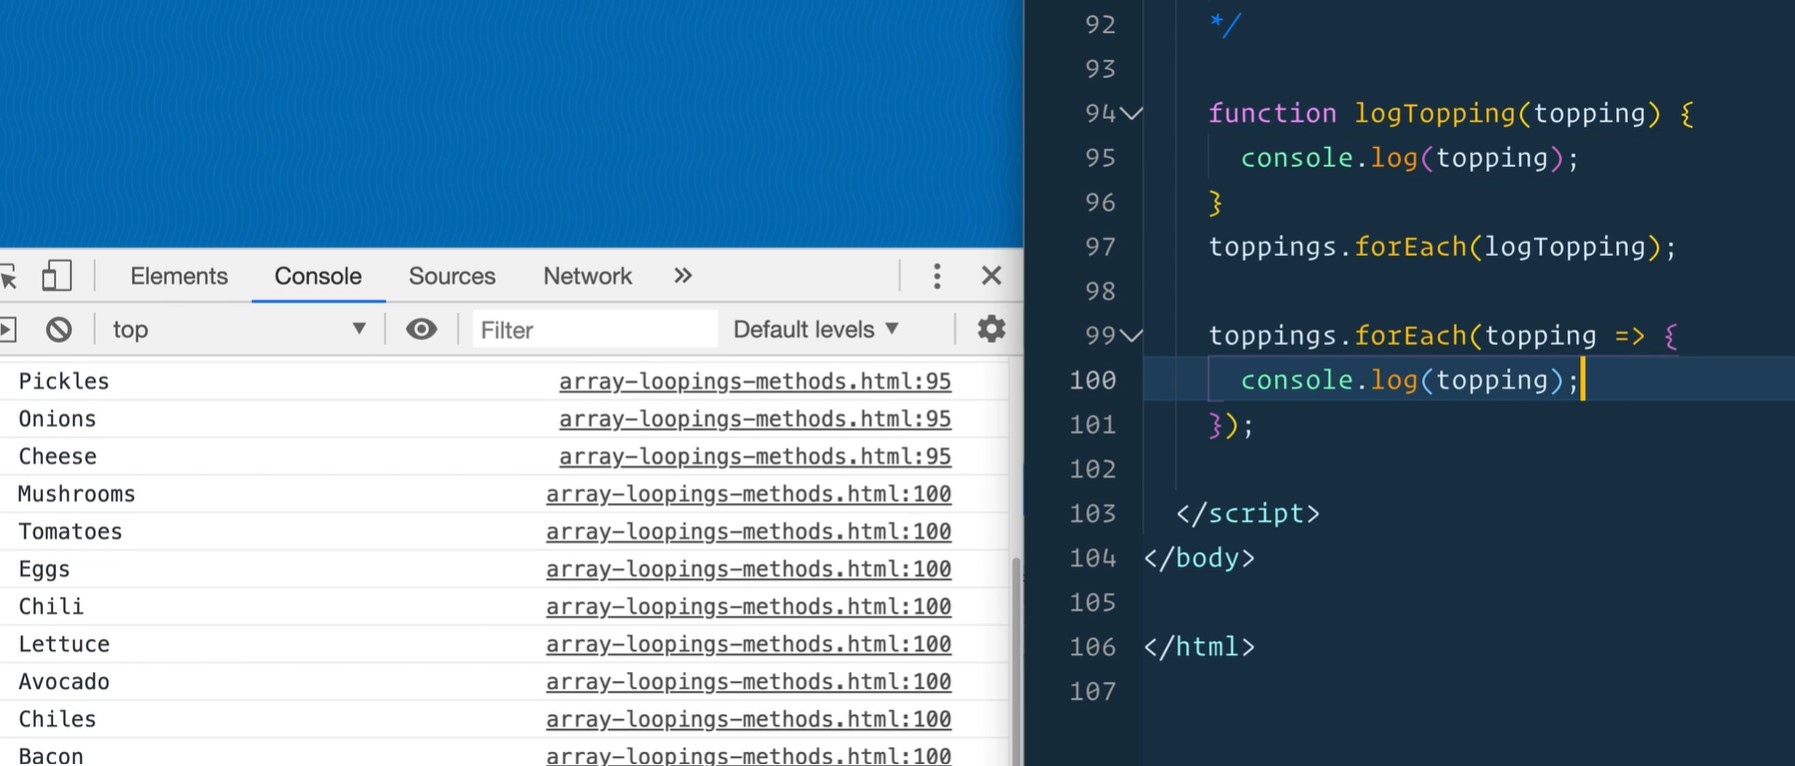 Elements Console Sources Network »
top Filter Default levels
Pickles array-loopings-methods.html:95
Onions array-loopings-methods.html:95
Cheese array-loopings-methods.html:95
Mushrooms array-loopings-methods.html:100
Tomatoes array-loopings-methods.html:100
Eggs array-loopings-methods.html:100
Chili array-loopings-methods.html:100
Lettuce array-loopings-methods.html:100
Avocado array-loopings-methods.html:100
Chiles array-loopings-methods.html:100
Bacon array-loopings-methods.html:100
92 */
93
94 function logTopping(topping) {
95 console.log(topping);
96 }
97 toppings.forEach(logTopping);
98
99 toppings.forEach(topping => {
100 console.log(topping);
101 });
102
103 </script>
104 </body>
105
106 </html>
107